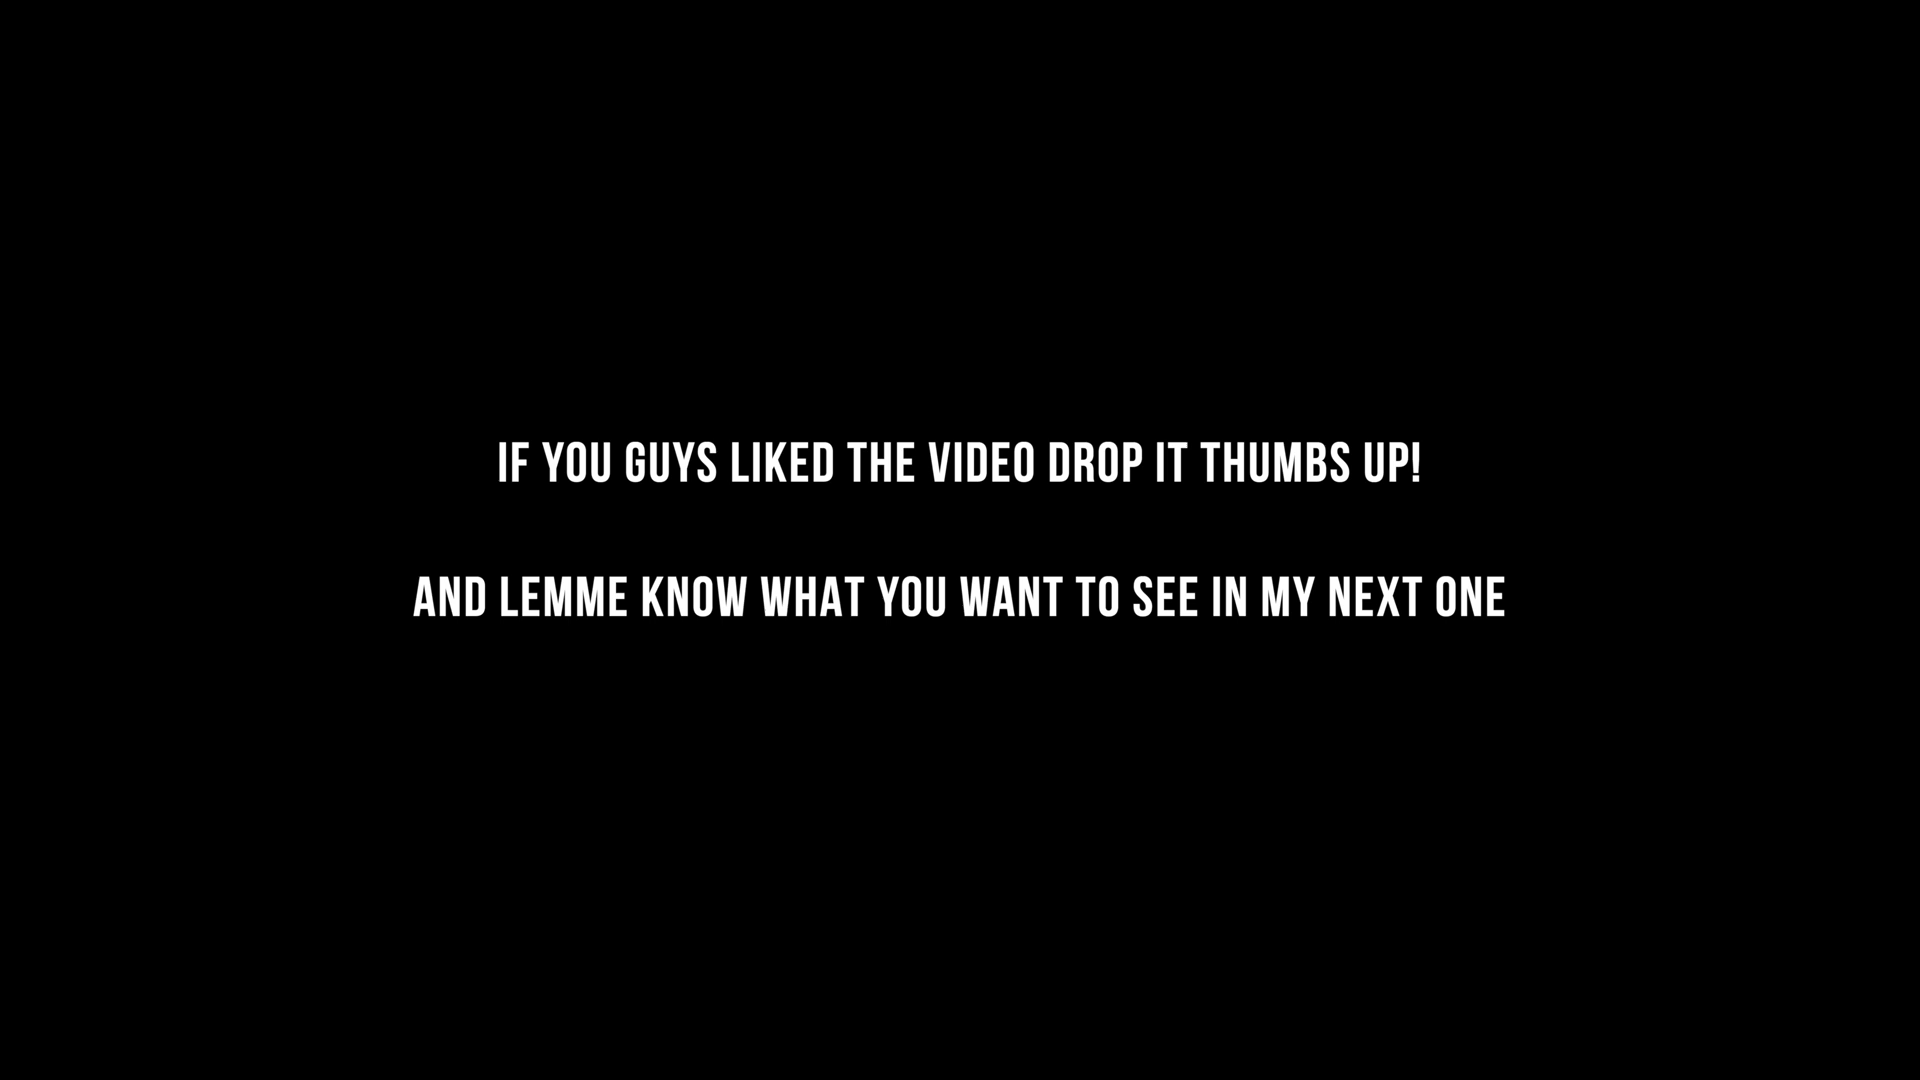 IF YOU GUYS LIKED THE VIDEO DROP IT THUMBS UP!
AND LEMME KNOW WHAT YOU WANT TO SEE IN MY NEXT ONE